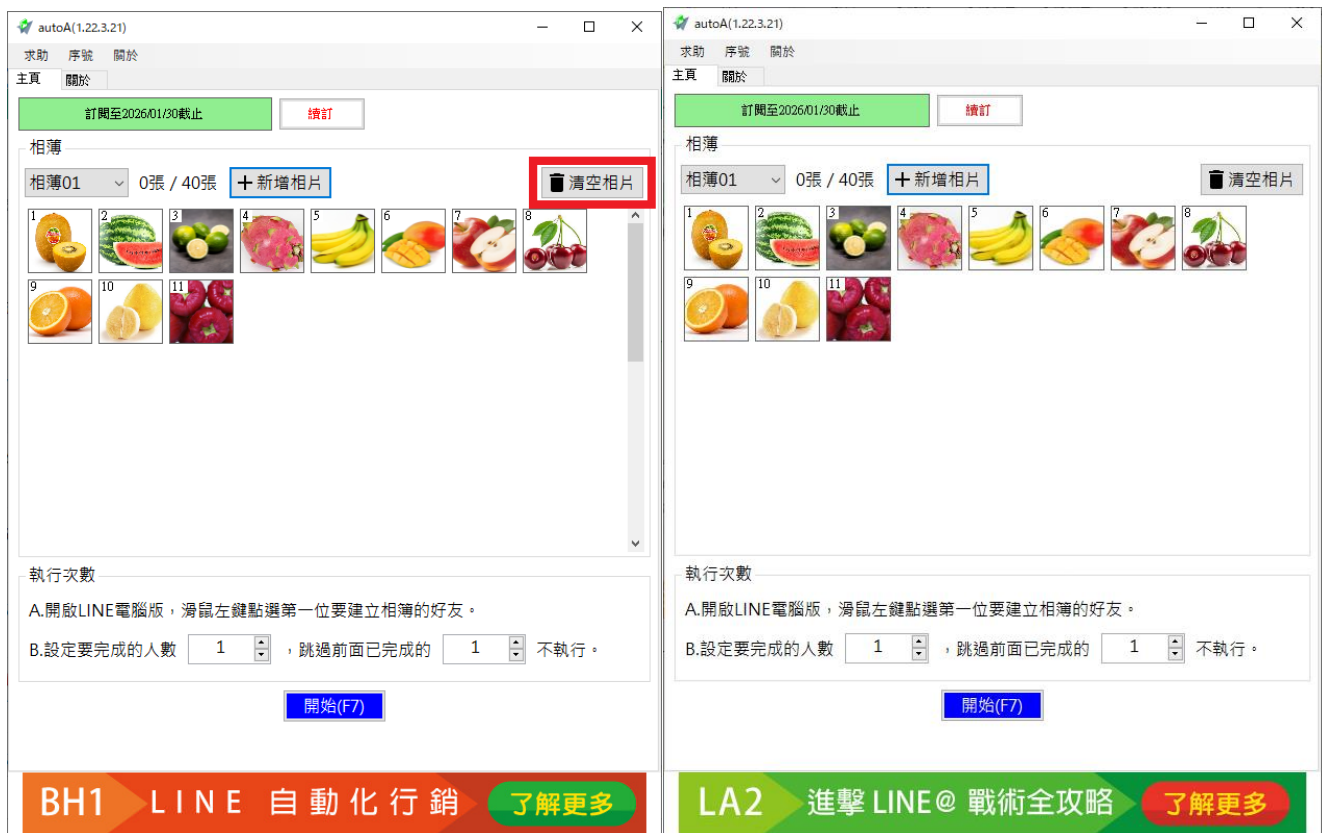 autoA(1.22.3.21)
求助 序號 關於
主頁 關於
訂閱至2026/01/30截止 續訂
相薄
相薄01 0張 / 40張 +新增相片 清空相片
1 2 3 4 5 6 7 8
9 10 11
執行次數
A.開啟LINE電腦版，滑鼠左鍵點選第一位要建立相簿的好友。
B.設定要完成的人數 1 ，跳過前面已完成的 1 不執行。
開始(F7)
BH1 LINE 自動化行銷 了解更多
autoA(1.22.3.21)
求助 序號 關於
主頁 關於
訂閱至2026/01/30截止 續訂
相薄
相薄01 0張 / 40張 +新增相片 清空相片
1 2 3 4 5 6 7 8
9 10 11
執行次數
A.開啟LINE電腦版，滑鼠左鍵點選第一位要建立相簿的好友。
B.設定要完成的人數 1 ，跳過前面已完成的 1 不執行。
開始(F7)
LA2 進擊 LINE@ 戰術全攻略 了解更多